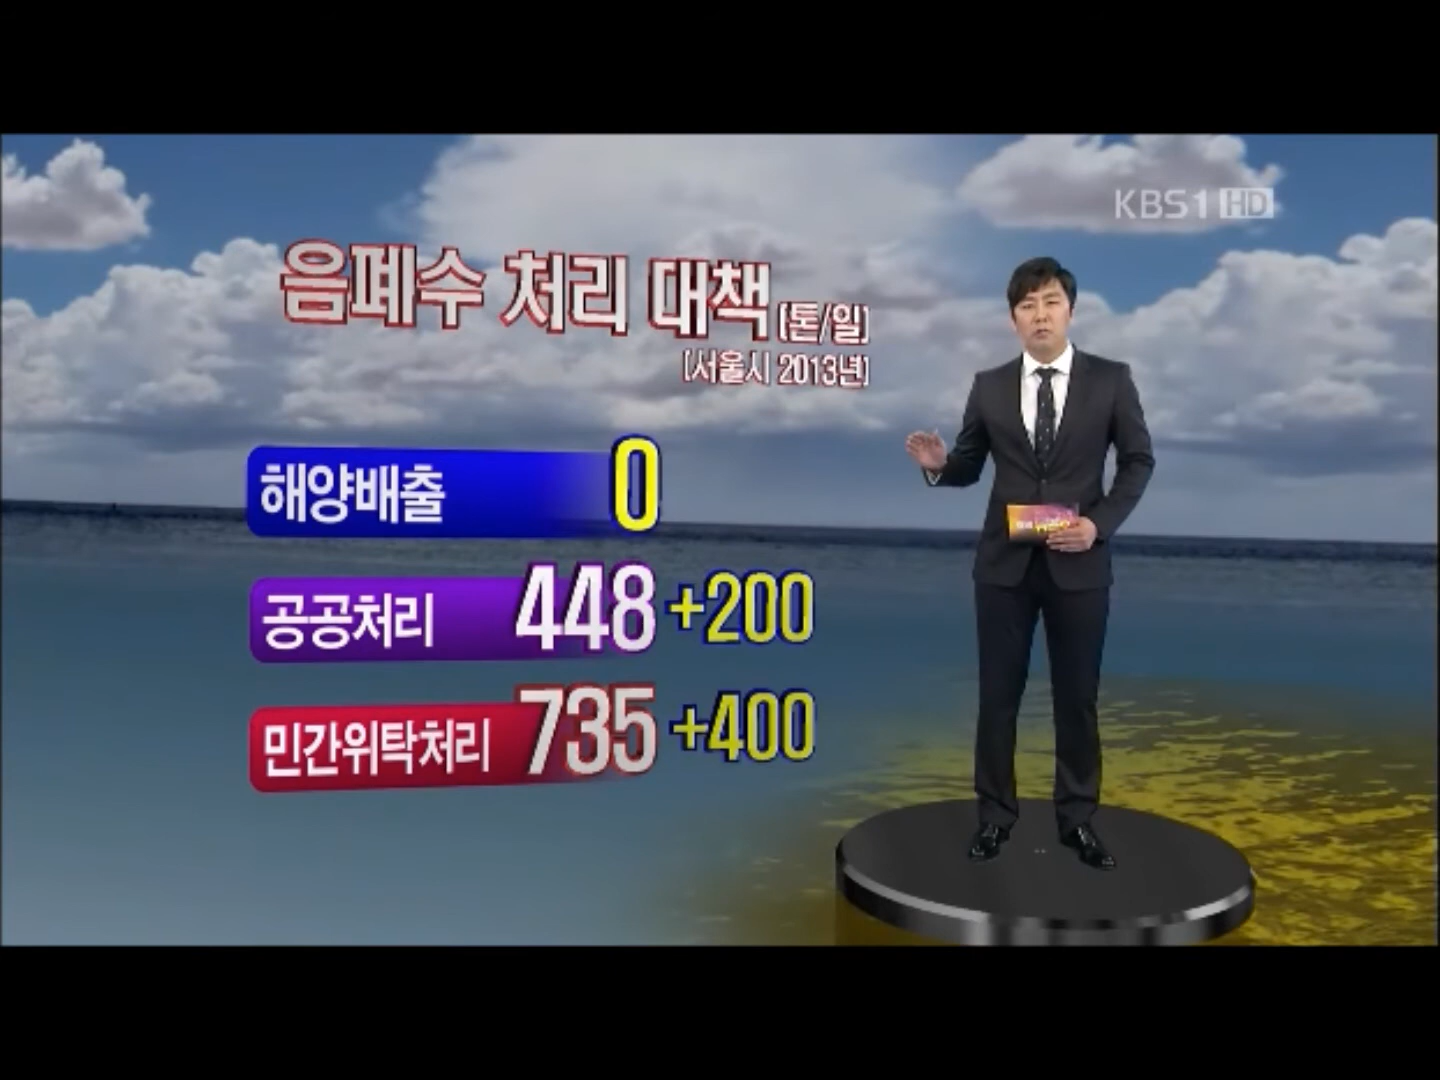 KBS1 HD
음폐수 처리 대책 [톤/일]
[서울시 2013년]
해양배출 0
공공처리 448 +200
민간위탁처리 735 +400